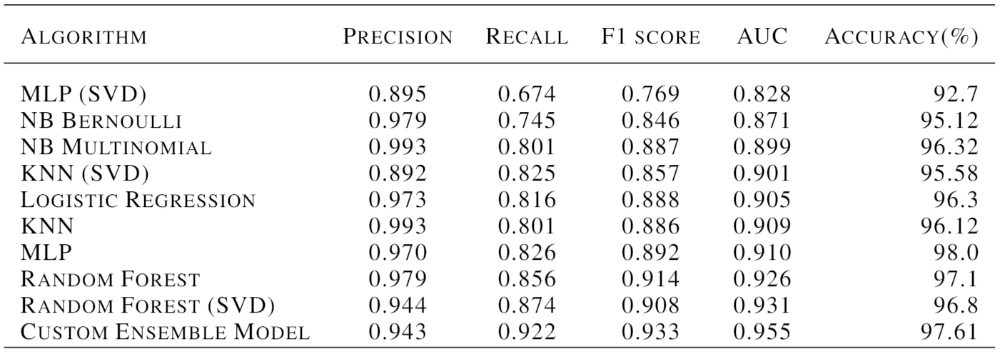 ALGORITHM PRECISION RECALL F1 SCORE AUC ACCURACY(%)
MLP (SVD) 0.895 0.674 0.769 0.828 92.7
NB BERNOULLI 0.979 0.745 0.846 0.871 95.12
NB MULTINOMIAL 0.993 0.801 0.887 0.899 96.32
KNN (SVD) 0.892 0.825 0.857 0.901 95.58
LOGISTIC REGRESSION 0.973 0.816 0.888 0.905 96.3
KNN 0.993 0.801 0.886 0.909 96.12
MLP 0.970 0.826 0.892 0.910 98.0
RANDOM FOREST 0.979 0.856 0.914 0.926 97.1
RANDOM FOREST (SVD) 0.944 0.874 0.908 0.931 96.8
CUSTOM ENSEMBLE MODEL 0.943 0.922 0.933 0.955 97.61